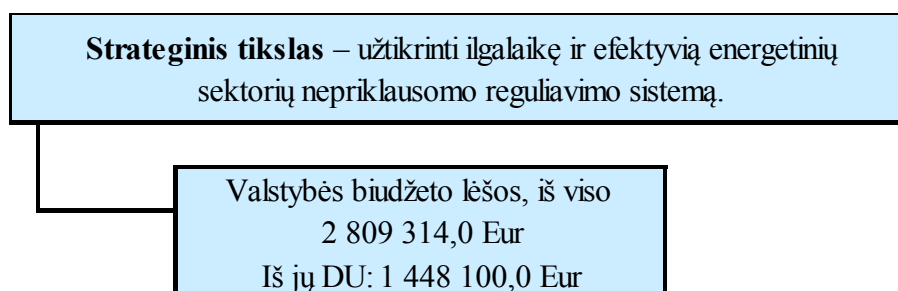 Strateginis tikslas – užtikrinti ilgalaikę ir efektyvią energetinių
sektorių nepriklausomo reguliavimo sistemą.
Valstybės biudžeto lėšos, iš viso
2 809 314,0 Eur
Iš jų DU: 1 448 100,0 Eur